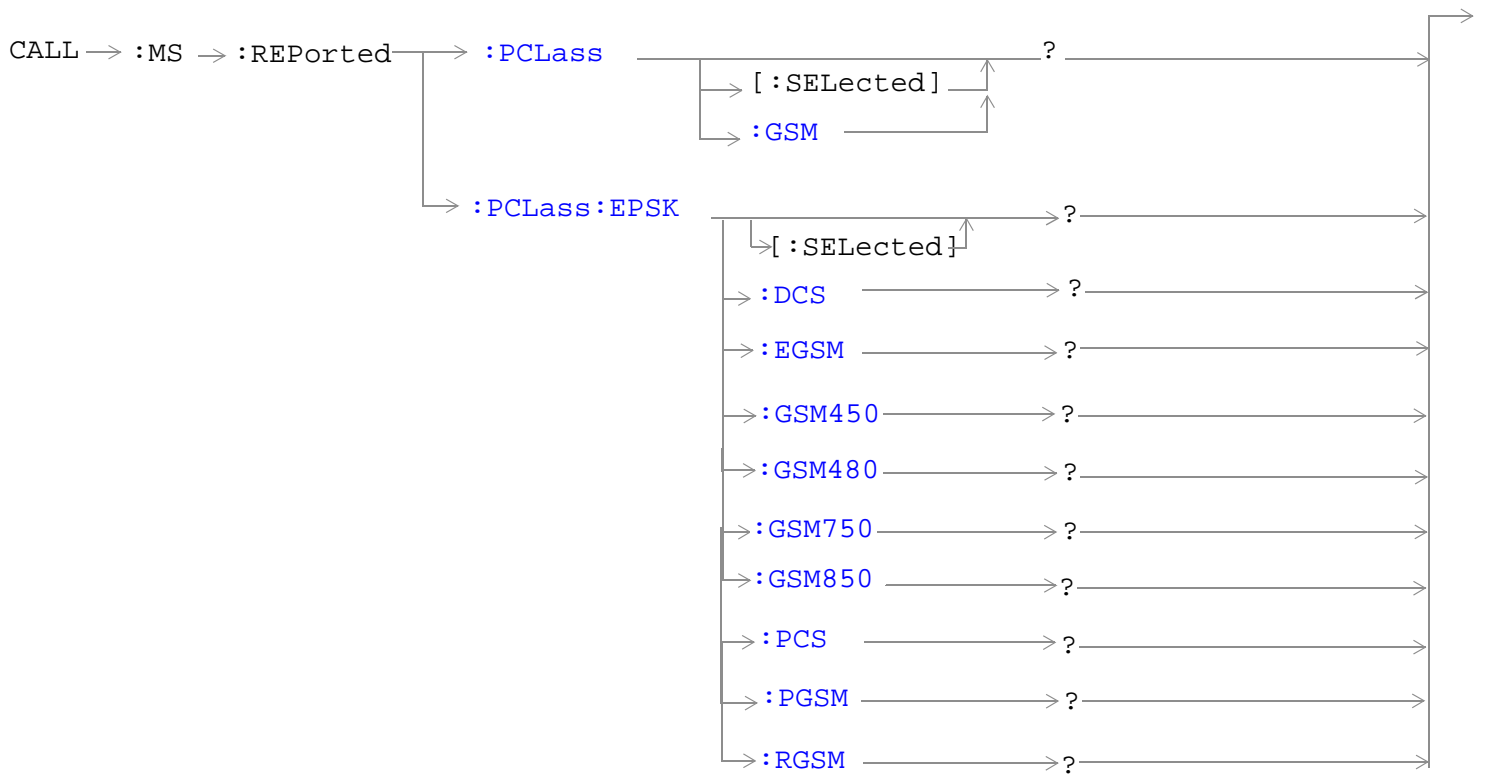 CALL :MS :REPorted :PCLass ?
[:SELected]
:GSM
:PCLass:EPSK ?
[:SELected]
:DCS ?
:EGSM ?
:GSM450 ?
:GSM480 ?
:GSM750 ?
:GSM850 ?
:PCS ?
:PGSM ?
:RGSM ?